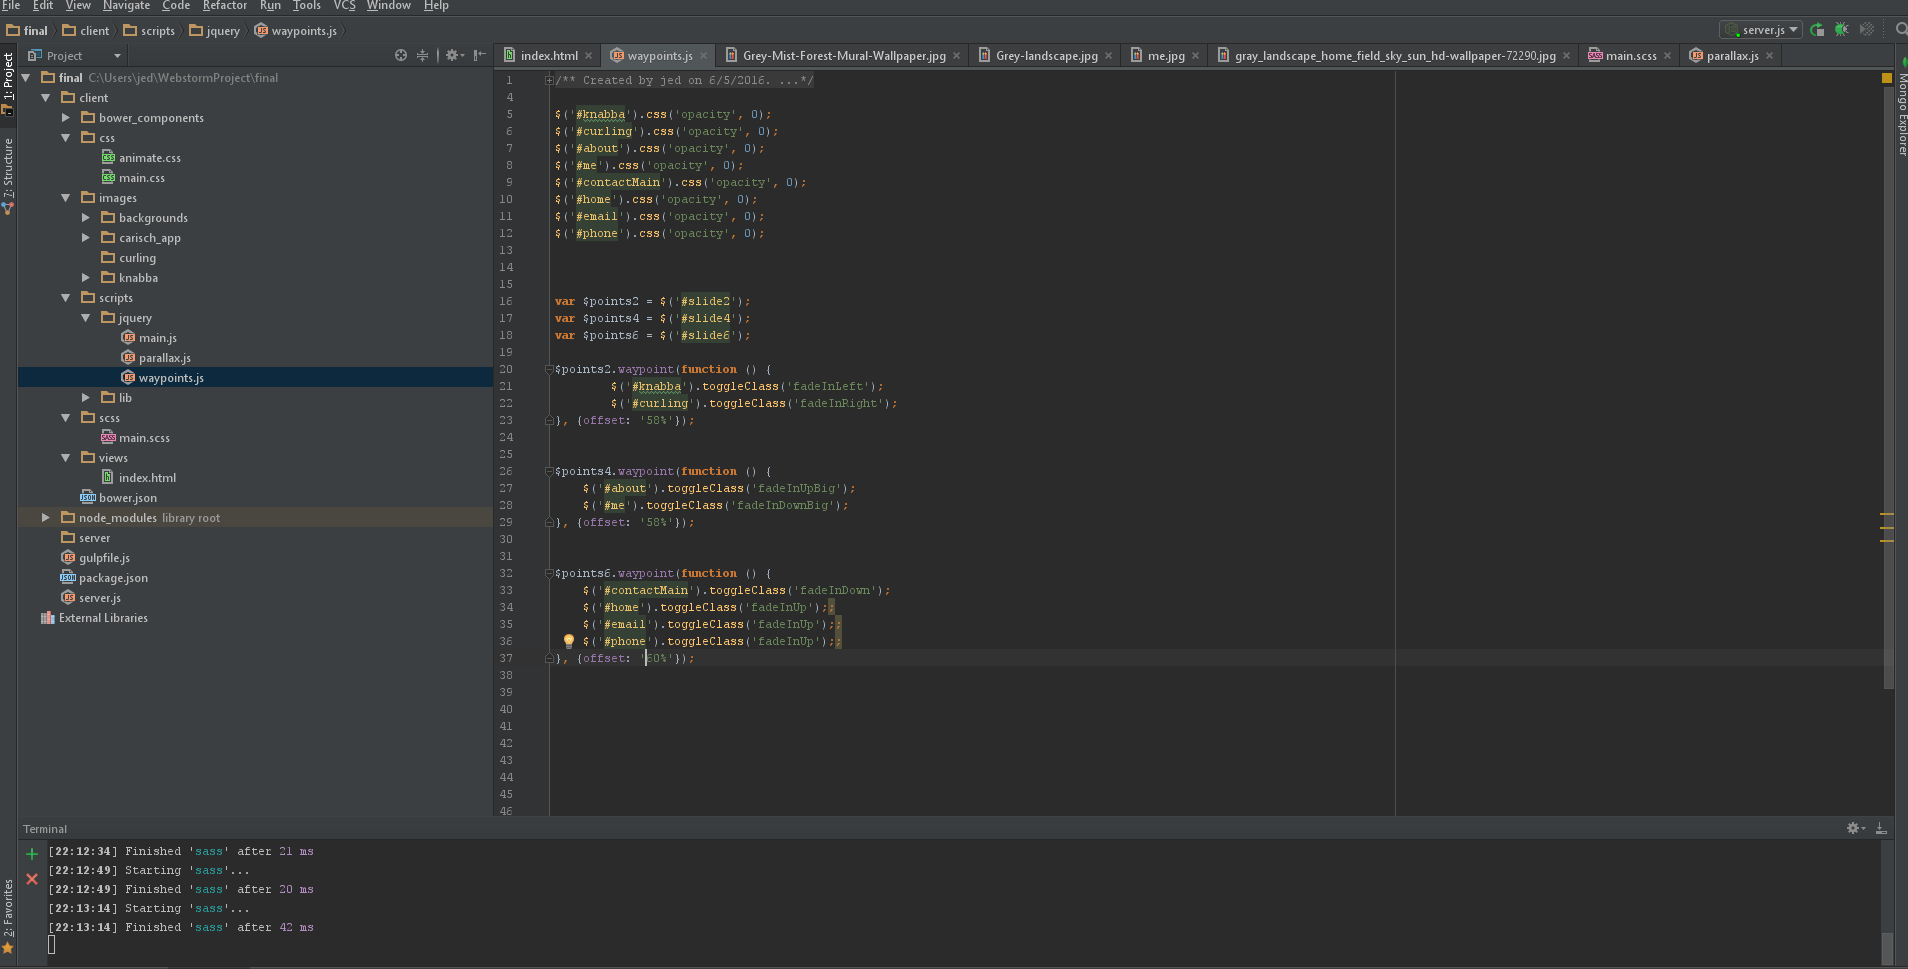 File Edit View Navigate Code Refactor Run Tools VCS Window Help
final client scripts jquery waypoints.js
server.js
Project
index.html waypoints.js Grey-Mist-Forest-Mural-Wallpaper.jpg Grey-landscape.jpg me.jpg gray_landscape_home_field_sky_sun_hd-wallpaper-72290.jpg main.scss parallax.js
1: Project
7: Structure
2: Favorites
Mongo Explorer
final C:\Users\jed\WebstormProject\final
client
bower_components
css
animate.css
main.css
images
backgrounds
carisch_app
curling
knabba
scripts
jquery
main.js
parallax.js
waypoints.js
lib
scss
main.scss
views
index.html
bower.json
node_modules library root
server
gulpfile.js
package.json
server.js
External Libraries
1 /** Created by jed on 6/5/2016. ...*/
4
5 $('#knabba').css('opacity', 0);
6 $('#curling').css('opacity', 0);
7 $('#about').css('opacity', 0);
8 $('#me').css('opacity', 0);
9 $('#contactMain').css('opacity', 0);
10 $('#home').css('opacity', 0);
11 $('#email').css('opacity', 0);
12 $('#phone').css('opacity', 0);
13
14
15
16 var $points2 = $('#slide2');
17 var $points4 = $('#slide4');
18 var $points6 = $('#slide6');
19
20 $points2.waypoint(function () {
21 $('#knabba').toggleClass('fadeInLeft');
22 $('#curling').toggleClass('fadeInRight');
23 }, {offset: '58%'});
24
25
26 $points4.waypoint(function () {
27 $('#about').toggleClass('fadeInUpBig');
28 $('#me').toggleClass('fadeInDownBig');
29 }, {offset: '58%'});
30
31
32 $points6.waypoint(function () {
33 $('#contactMain').toggleClass('fadeInDown');
34 $('#home').toggleClass('fadeInUp');;
35 $('#email').toggleClass('fadeInUp');;
36 $('#phone').toggleClass('fadeInUp');;
37 }, {offset: '60%'});
38
39
40
41
42
43
44
45
46
Terminal
[22:12:34] Finished 'sass' after 21 ms
[22:12:49] Starting 'sass'...
[22:12:49] Finished 'sass' after 20 ms
[22:13:14] Starting 'sass'...
[22:13:14] Finished 'sass' after 42 ms